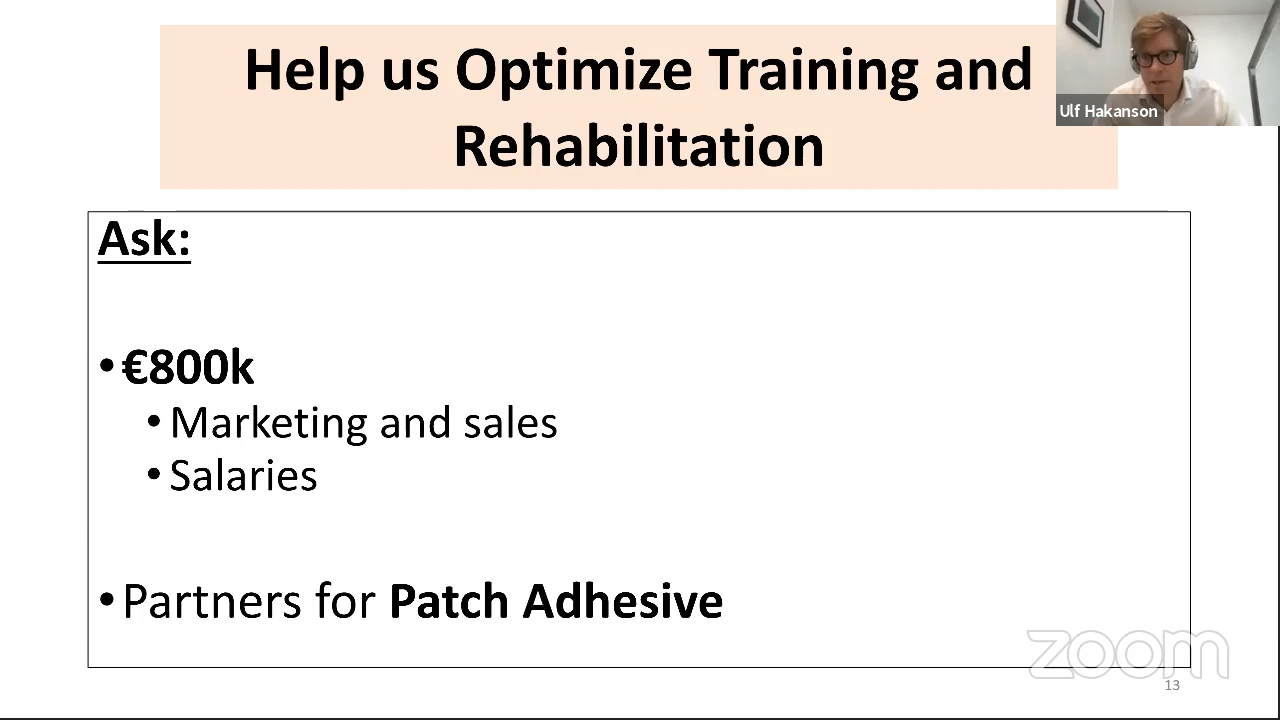 Help us Optimize Training and
Rehabilitation
Ulf Hakanson
Ask:
•€800k
•Marketing and sales
•Salaries
•Partners for Patch Adhesive
zoom
13